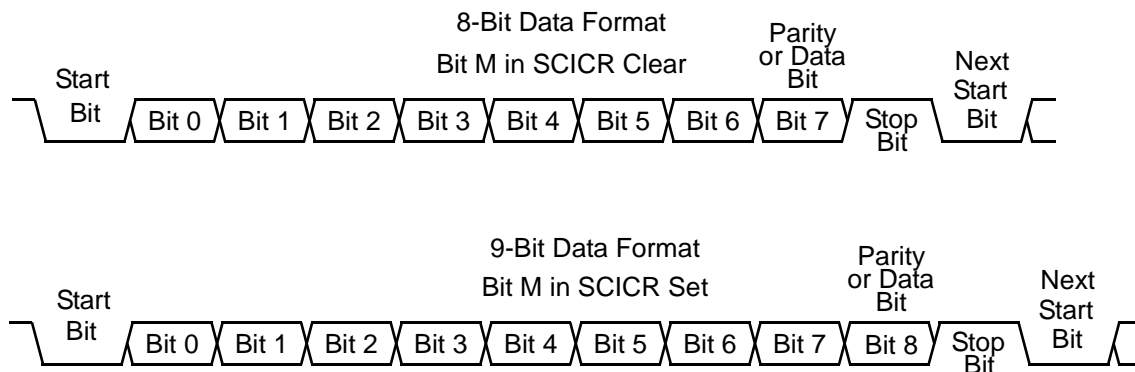 8-Bit Data Format
Bit M in SCICR Clear
Parity
or Data
Bit
Start
Bit
Bit 0
Bit 1
Bit 2
Bit 3
Bit 4
Bit 5
Bit 6
Bit 7
Stop
Bit
Next
Start
Bit
9-Bit Data Format
Bit M in SCICR Set
Parity
or Data
Bit
Start
Bit
Bit 0
Bit 1
Bit 2
Bit 3
Bit 4
Bit 5
Bit 6
Bit 7
Bit 8
Stop
Bit
Next
Start
Bit